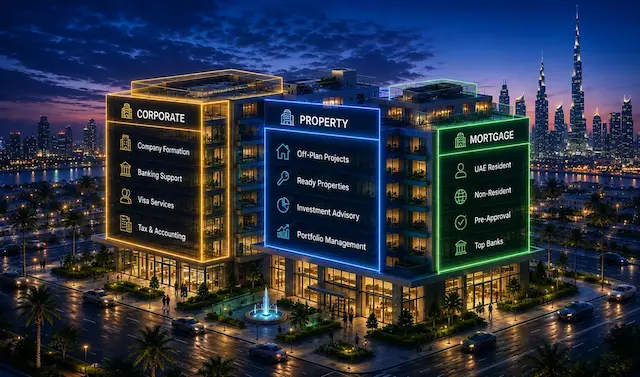 CORPORATE
Company Formation
Banking Support
Visa Services
Tax & Accounting
PROPERTY
Off-Plan Projects
Ready Properties
Investment Advisory
Portfolio Management
MORTGAGE
UAE Resident
Non-Resident
Pre-Approval
Top Banks